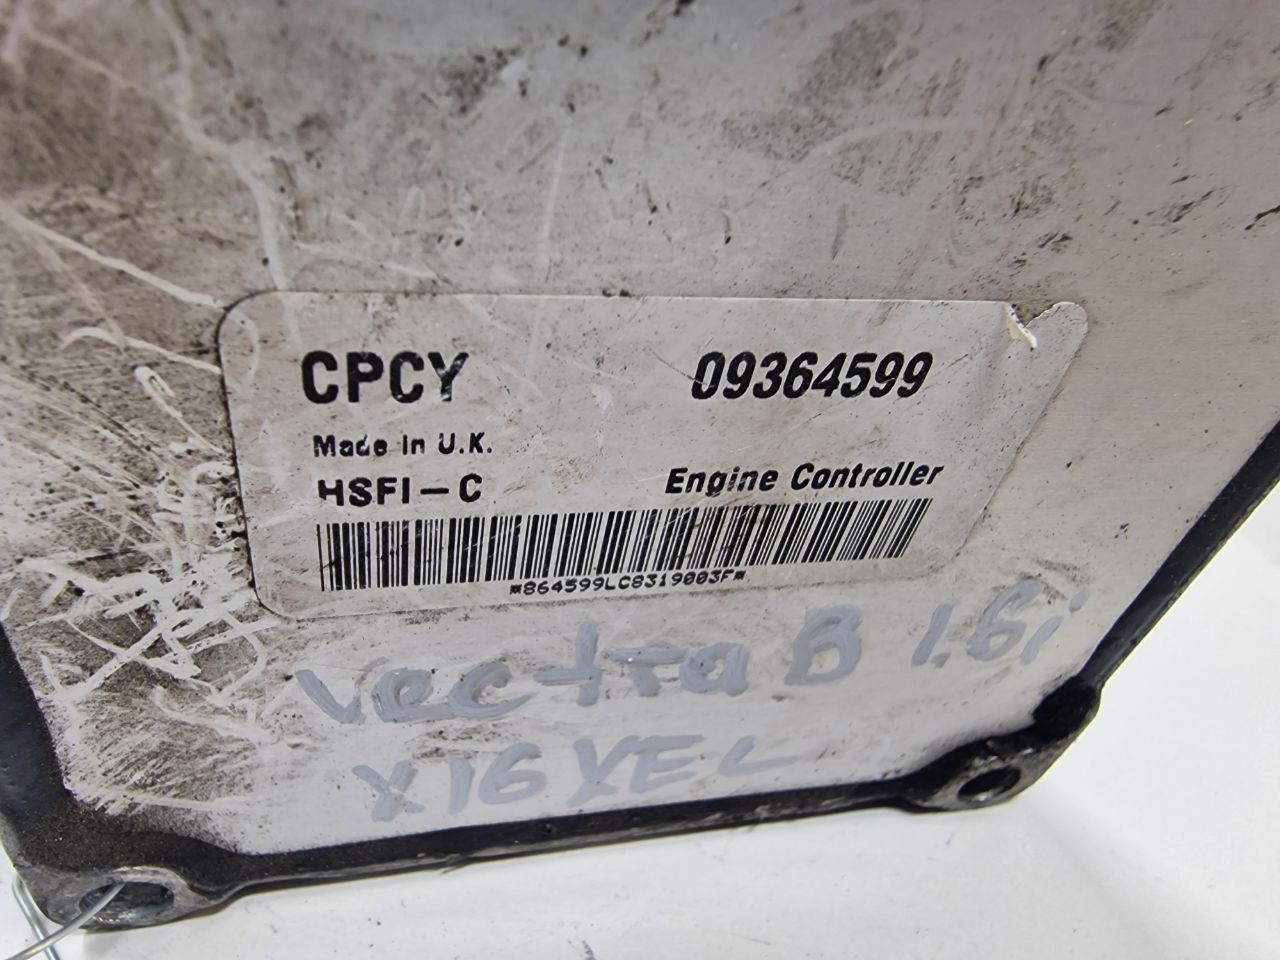 CPCY 09364599
Made in U.K.
HSFI-C Engine Controller
*864599LC8319003F*
Vectra B 1.6i
X16XEL